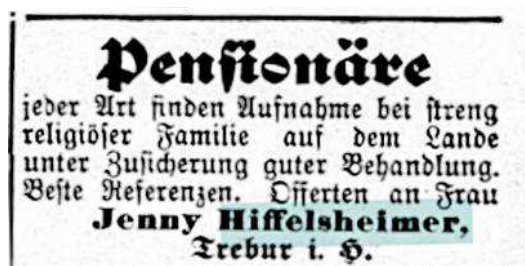 Pensionäre
jeder Art finden Aufnahme bei streng
religiöser Familie auf dem Lande
unter Zusicherung guter Behandlung.
Beste Referenzen. Offerten an Frau
Jenny Hiffelsheimer,
Trebur i. H.